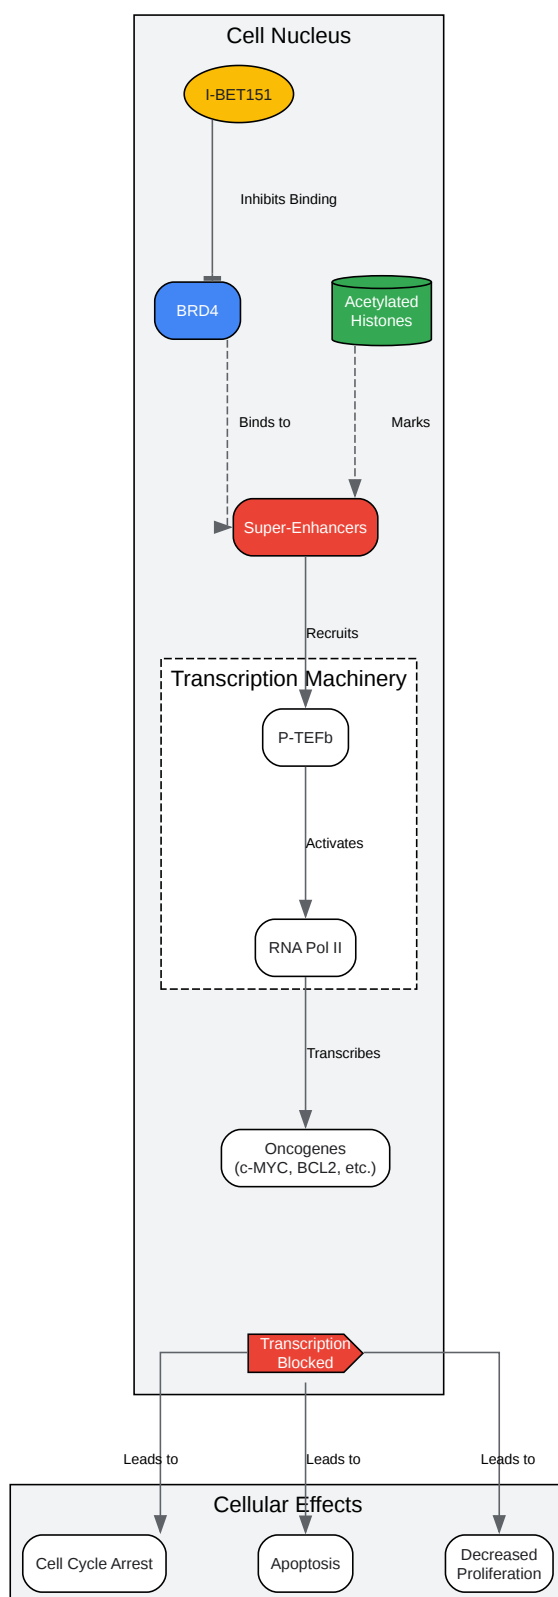 Cell Nucleus
I-BET151
Inhibits Binding
BRD4
Acetylated
Histones
Binds to
Marks
Super-Enhancers
Recruits
Transcription Machinery
P-TEFb
Activates
RNA Pol II
Transcribes
Oncogenes
(c-MYC, BCL2, etc.)
Transcription
Blocked
Leads to
Leads to
Leads to
Cellular Effects
Cell Cycle Arrest
Apoptosis
Decreased
Proliferation